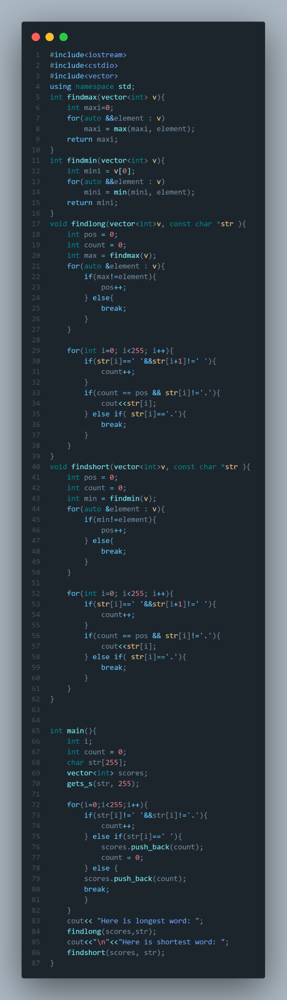 1 #include<iostream>
2 #include<cstdio>
3 #include<vector>
4 using namespace std;
5 int findmax(vector<int> v){
6     int maxi=0;
7     for(auto &&element : v)
8         maxi = max(maxi, element);
9     return maxi;
10 }
11 int findmin(vector<int> v){
12     int mini = v[0];
13     for(auto &&element : v)
14         mini = min(mini, element);
15     return mini;
16 }
17 void findlong(vector<int>v, const char *str ){
18     int pos = 0;
19     int count = 0;
20     int max = findmax(v);
21     for(auto &element : v){
22         if(max!=element){
23             pos++;
24         } else{
25             break;
26         }
27     }
28
29     for(int i=0; i<255; i++){
30         if(str[i]==' '&&str[i+1]!=' '){
31             count++;
32         }
33         if(count == pos && str[i]!='.'){
34             cout<<str[i];
35         } else if( str[i]=='.'){
36             break;
37         }
38     }
39 }
40 void findshort(vector<int>v, const char *str ){
41     int pos = 0;
42     int count = 0;
43     int min = findmin(v);
44     for(auto &element : v){
45         if(min!=element){
46             pos++;
47         } else{
48             break;
49         }
50     }
51
52     for(int i=0; i<255; i++){
53         if(str[i]==' '&&str[i+1]!=' '){
54             count++;
55         }
56         if(count == pos && str[i]!='.'){
57             cout<<str[i];
58         } else if( str[i]=='.'){
59             break;
60         }
61     }
62 }
63
64
65 int main(){
66     int i;
67     int count = 0;
68     char str[255];
69     vector<int> scores;
70     gets_s(str, 255);
71
72     for(i=0;i<255;i++){
73         if(str[i]!=' '&&str[i]!='.'){
74             count++;
75         } else if(str[i]==' '){
76             scores.push_back(count);
77             count = 0;
78         } else {
79         scores.push_back(count);
80         break;
81         }
82     }
83     cout<< "Here is longest word: ";
84     findlong(scores,str);
85     cout<<"\n"<<"Here is shortest word: ";
86     findshort(scores, str);
87 }